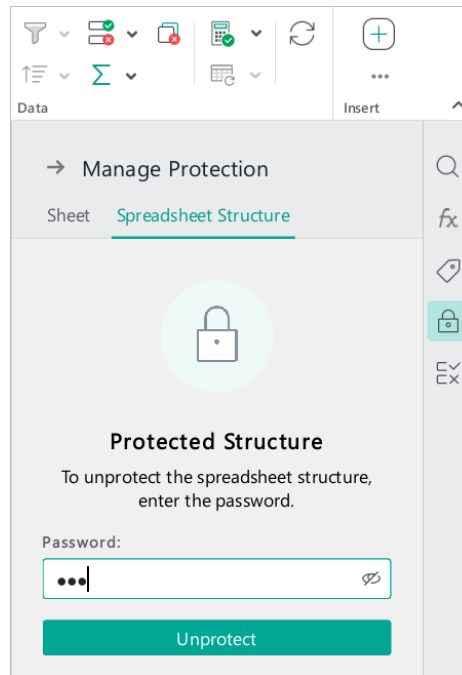 Data
Insert
Manage Protection
Sheet
Spreadsheet Structure
fx
Protected Structure
To unprotect the spreadsheet structure,
enter the password.
Password:
Unprotect